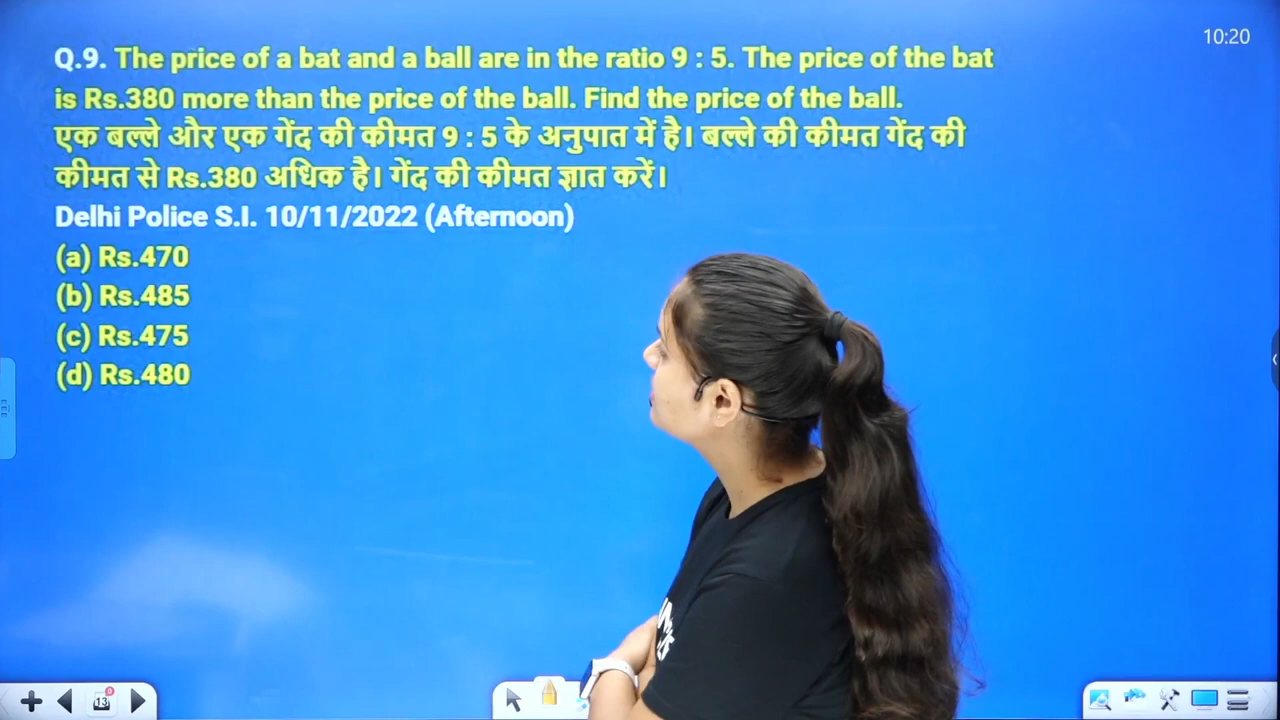 10:20
Q.9. The price of a bat and a ball are in the ratio 9 : 5. The price of the bat
is Rs.380 more than the price of the ball. Find the price of the ball.
एक बल्ले और एक गेंद की कीमत 9 : 5 के अनुपात में है। बल्ले की कीमत गेंद की
कीमत से Rs.380 अधिक है। गेंद की कीमत ज्ञात करें।
Delhi Police S.I. 10/11/2022 (Afternoon)
(a) Rs.470
(b) Rs.485
(c) Rs.475
(d) Rs.480
13